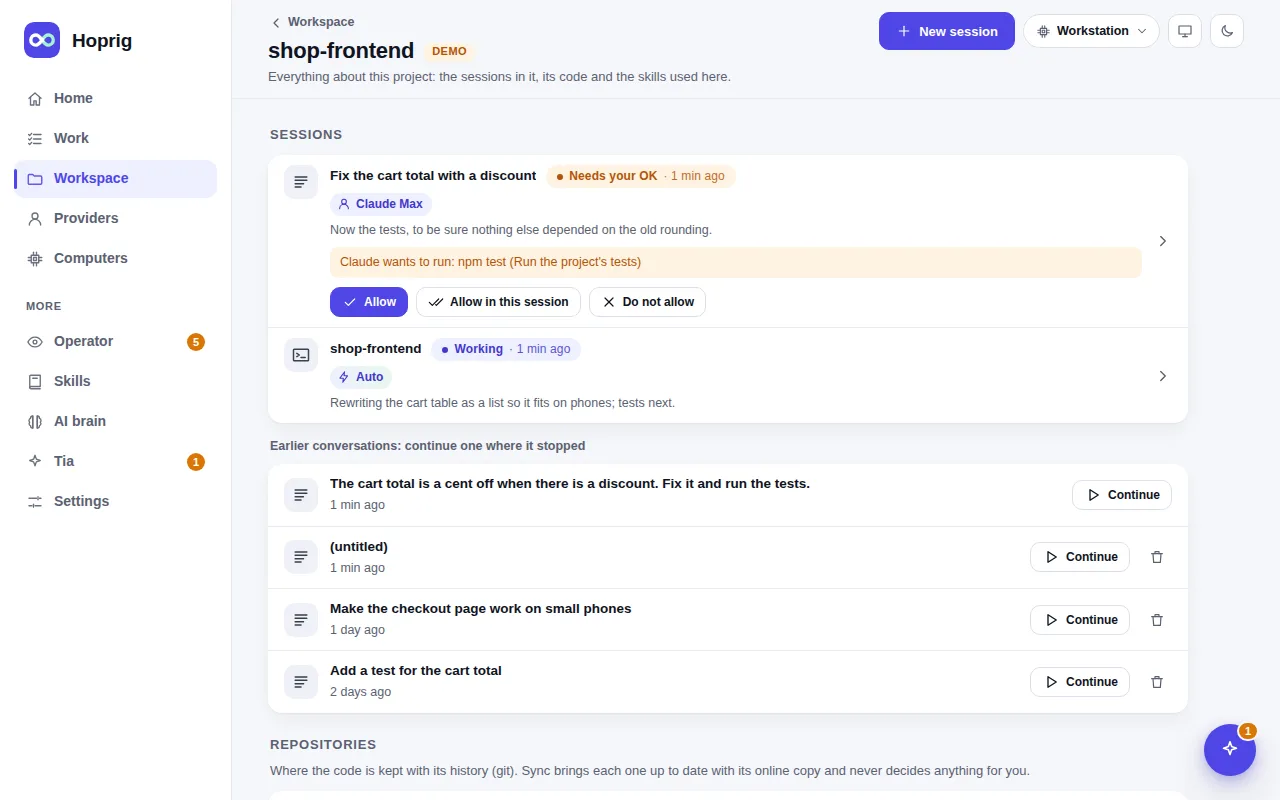 Hoprig
Home
Work
Workspace
Providers
Computers
MORE
Operator 5
Skills
AI brain
Tia 1
Settings
Workspace
shop-frontend DEMO
Everything about this project: the sessions in it, its code and the skills used here.
New session
Workstation
SESSIONS
Fix the cart total with a discount Needs your OK · 1 min ago
Claude Max
Now the tests, to be sure nothing else depended on the old rounding.
Claude wants to run: npm test (Run the project's tests)
Allow Allow in this session Do not allow
shop-frontend Working · 1 min ago
Auto
Rewriting the cart table as a list so it fits on phones; tests next.
Earlier conversations: continue one where it stopped
The cart total is a cent off when there is a discount. Fix it and run the tests.
1 min ago
Continue
(untitled)
1 min ago
Continue
Make the checkout page work on small phones
1 day ago
Continue
Add a test for the cart total
2 days ago
Continue
REPOSITORIES
Where the code is kept with its history (git). Sync brings each one up to date with its online copy and never decides anything for you.
1